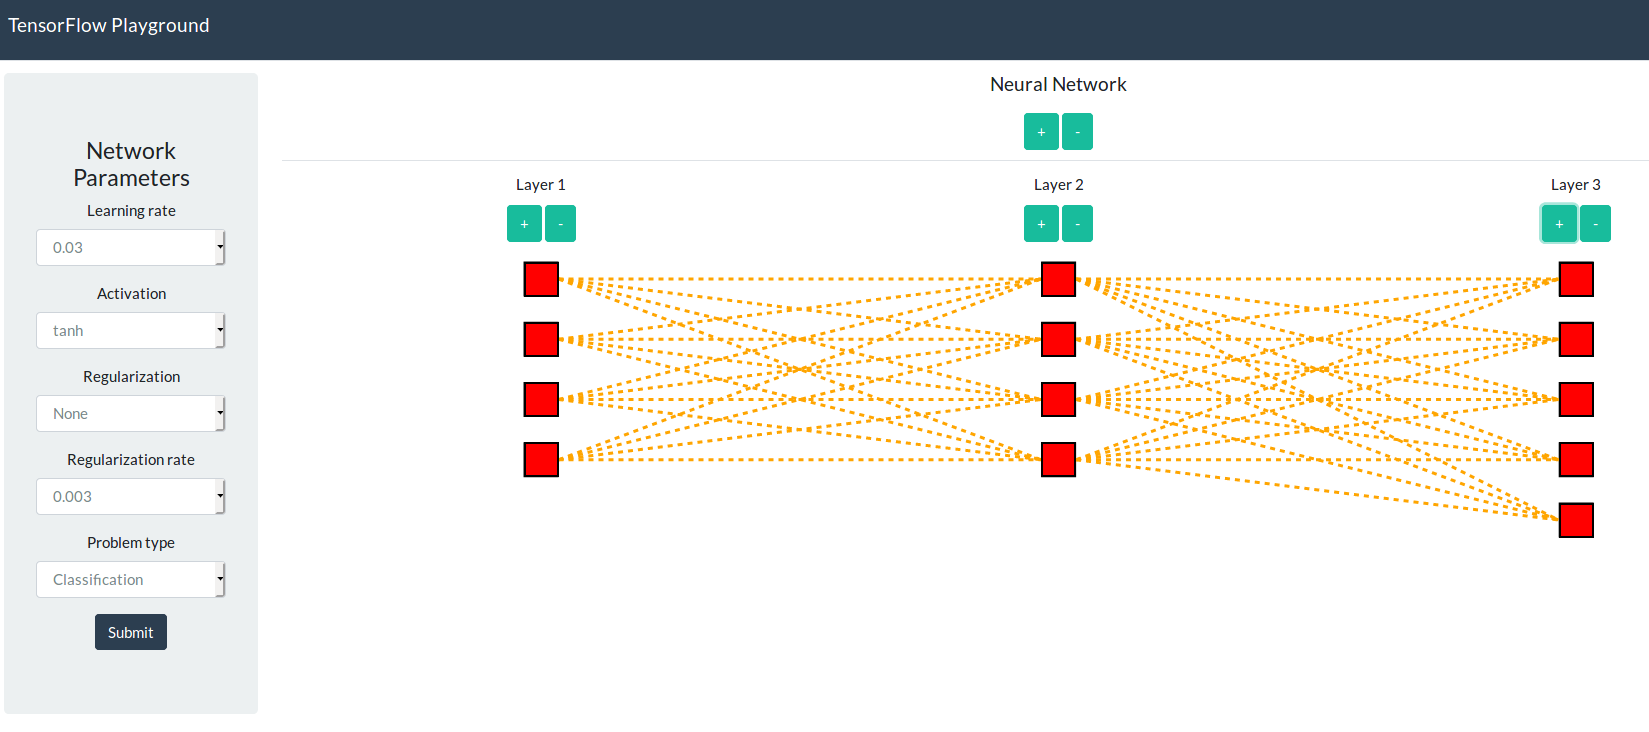 TensorFlow Playground
Network
Parameters
Learning rate
0.03
Activation
tanh
Regularization
None
Regularization rate
0.003
Problem type
Classification
Submit
Neural Network
+ -
Layer 1 Layer 2 Layer 3
+ - + - + -